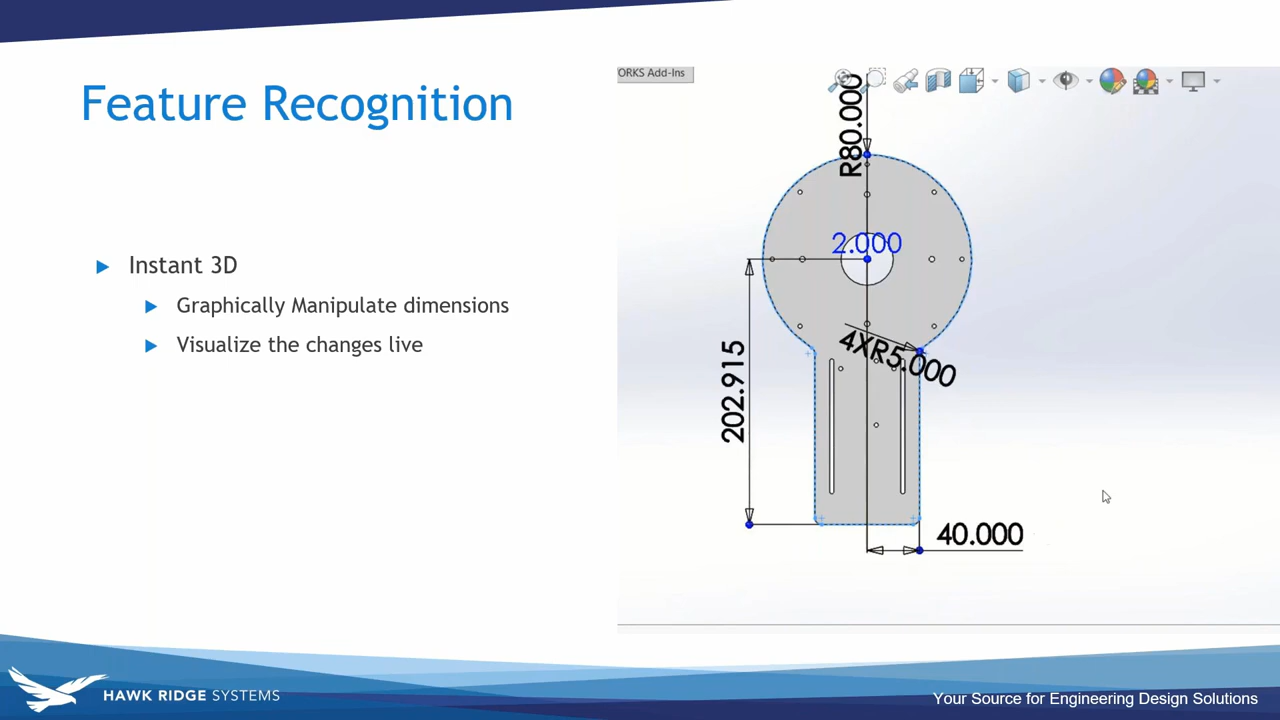 Feature Recognition
Instant 3D
Graphically Manipulate dimensions
Visualize the changes live
ORKS Add-Ins
R80.000
2.000
4XR5.000
202.915
40.000
HAWK RIDGE SYSTEMS
Your Source for Engineering Design Solutions